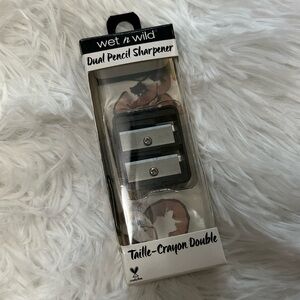 wet n wild
Dual Pencil Sharpener
Taille-Crayon Double